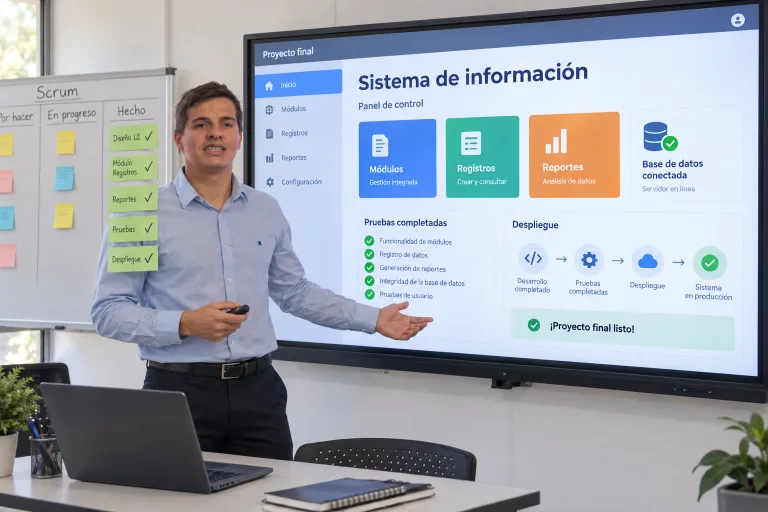 Scrum
Por hacer
En progreso
Hecho
Diseño UI ✓
Módulo
Registros ✓
Reportes ✓
Pruebas ✓
Despliegue ✓
Proyecto final
Inicio
Módulos
Registros
Reportes
Configuración
Sistema de información
Panel de control
Módulos
Gestión integrada
Registros
Crear y consultar
Reportes
Análisis de datos
Base de datos
conectada
Servidor en línea
Pruebas completadas
Funcionalidad de módulos
Registro de datos
Generación de reportes
Integridad de la base de datos
Pruebas de usuario
Despliegue
</>
Desarrollo
completado
Pruebas
completadas
Despliegue
Sistema
en producción
¡Proyecto final listo!